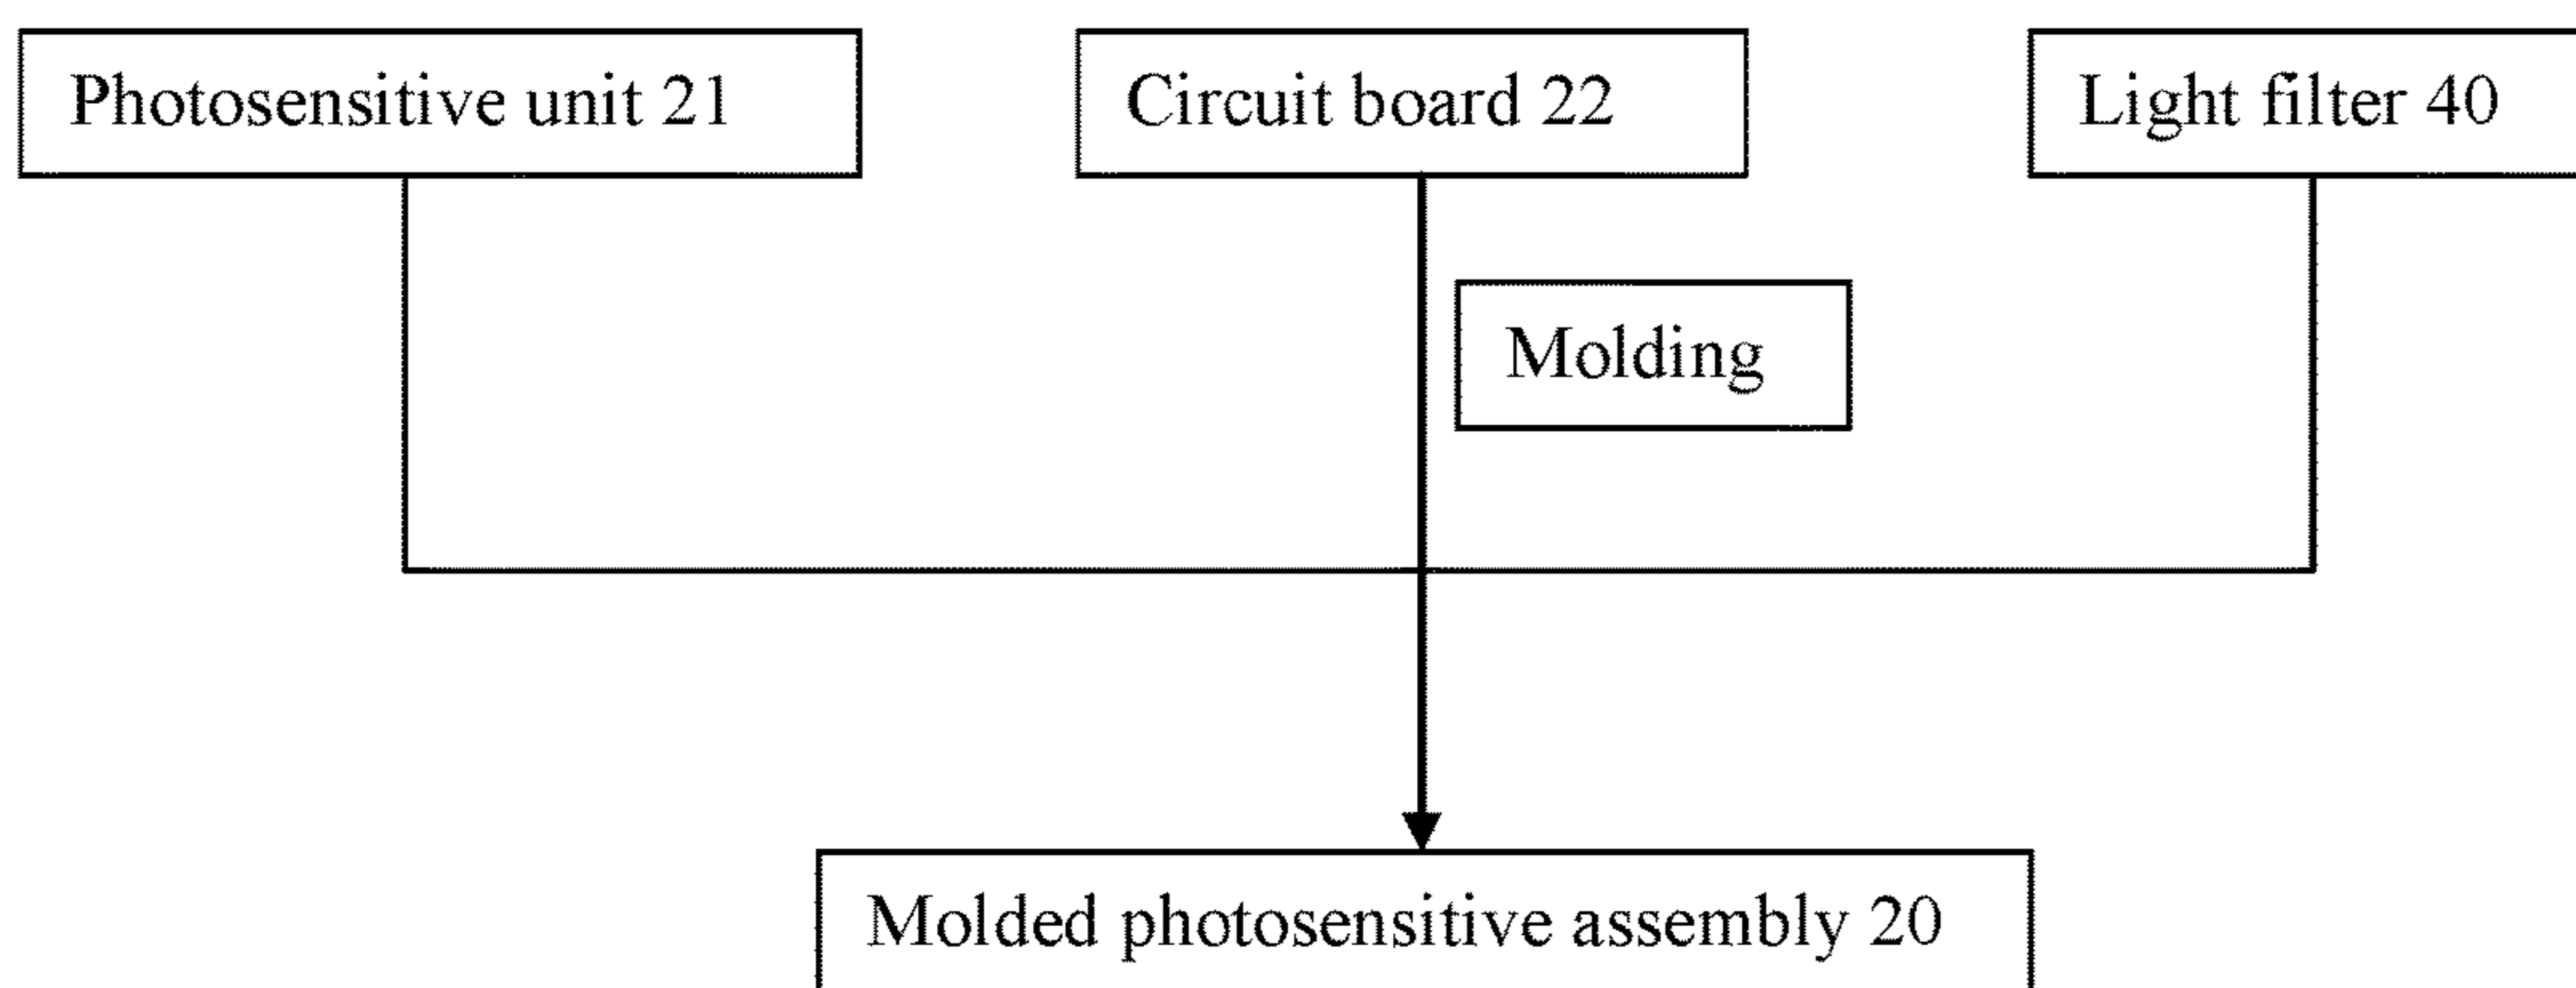 Photosensitive unit 21
Circuit board 22
Light filter 40
Molding
Molded photosensitive assembly 20